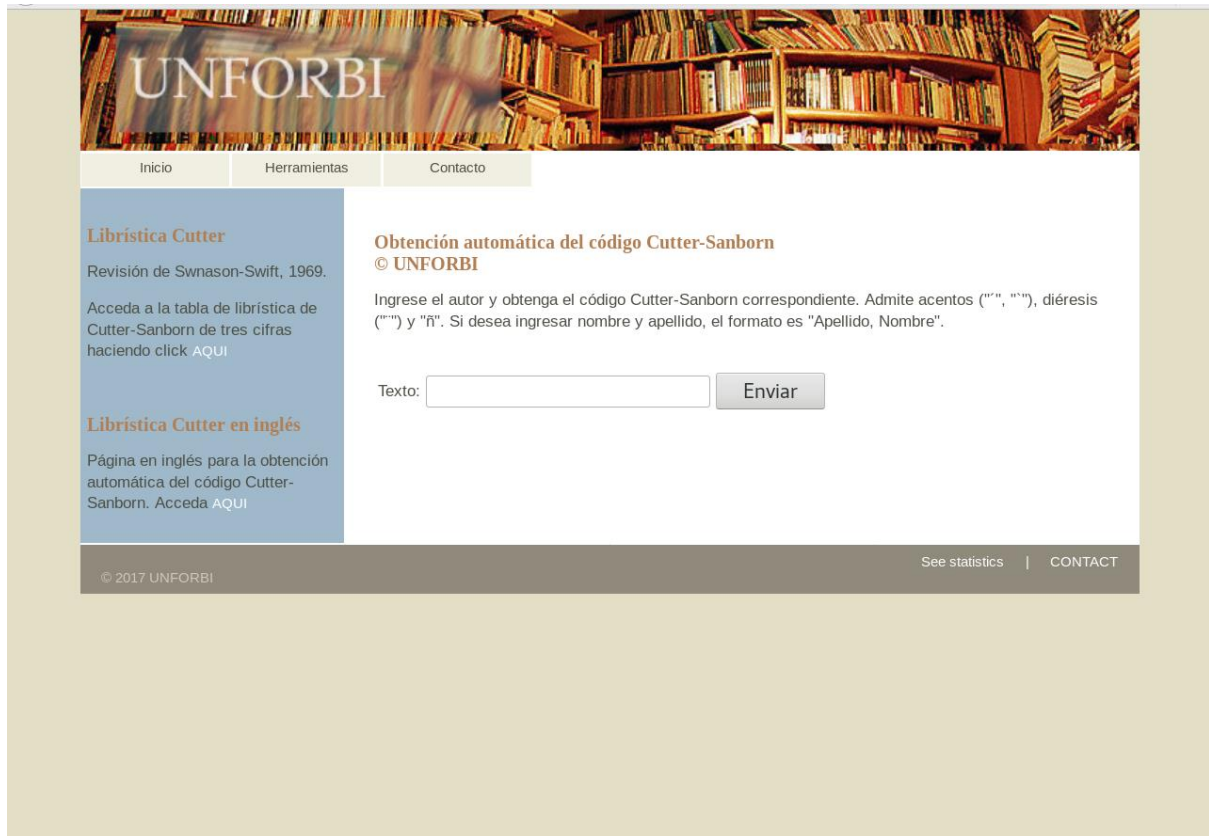 UNFORBI
Inicio
Herramientas
Contacto
Librística Cutter
Revisión de Swnason-Swift, 1969.
Acceda a la tabla de librística de
Cutter-Sanborn de tres cifras
haciendo click AQUI
Librística Cutter en inglés
Página en inglés para la obtención
automática del código Cutter-
Sanborn. Acceda AQUI
Obtención automática del código Cutter-Sanborn
© UNFORBI
Ingrese el autor y obtenga el código Cutter-Sanborn correspondiente. Admite acentos ("´", "`"), diéresis
("¨") y "ñ". Si desea ingresar nombre y apellido, el formato es "Apellido, Nombre".
Texto:
Enviar
© 2017 UNFORBI
See statistics | CONTACT